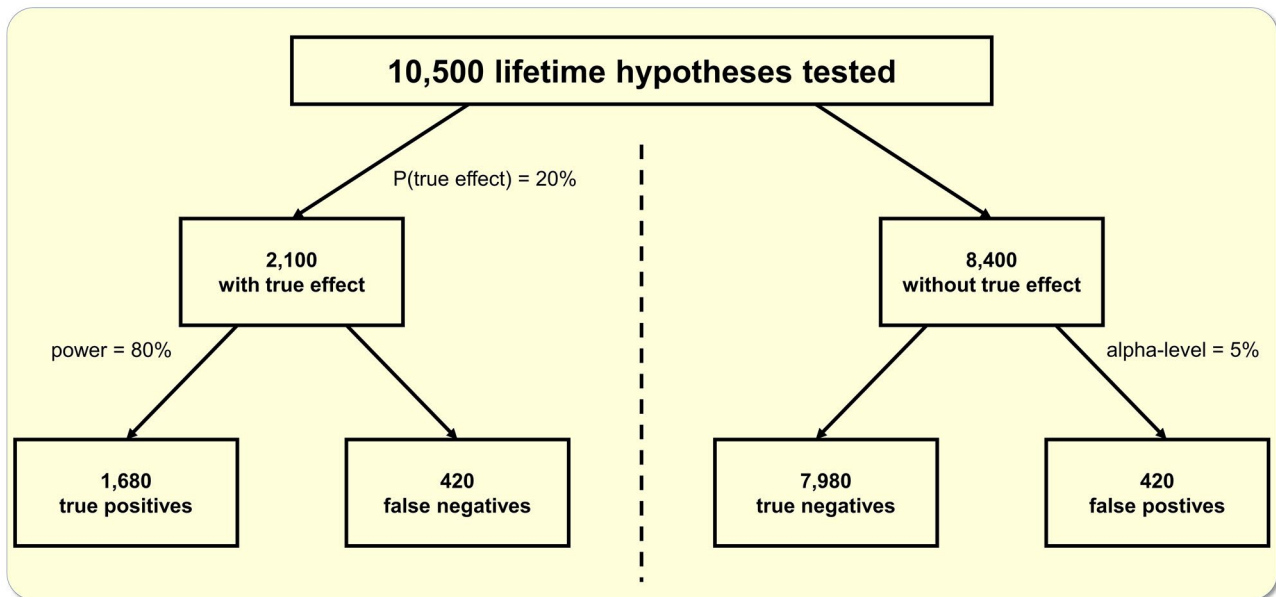 10,500 lifetime hypotheses tested
P(true effect) = 20%
2,100
with true effect
8,400
without true effect
power = 80%
alpha-level = 5%
1,680
true positives
420
false negatives
7,980
true negatives
420
false postives